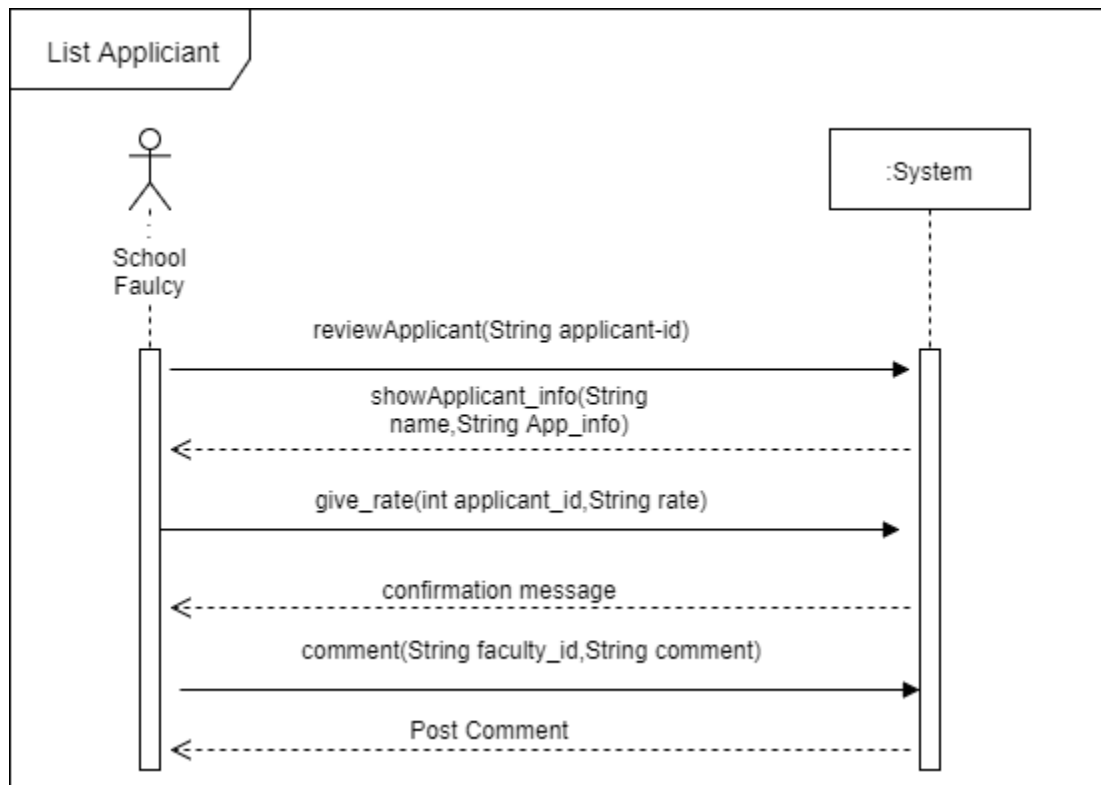 List Appliciant
:System
School
Faulcy
reviewApplicant(String applicant-id)
showApplicant_info(String
name,String App_info)
give_rate(int applicant_id,String rate)
confirmation message
comment(String faculty_id,String comment)
Post Comment